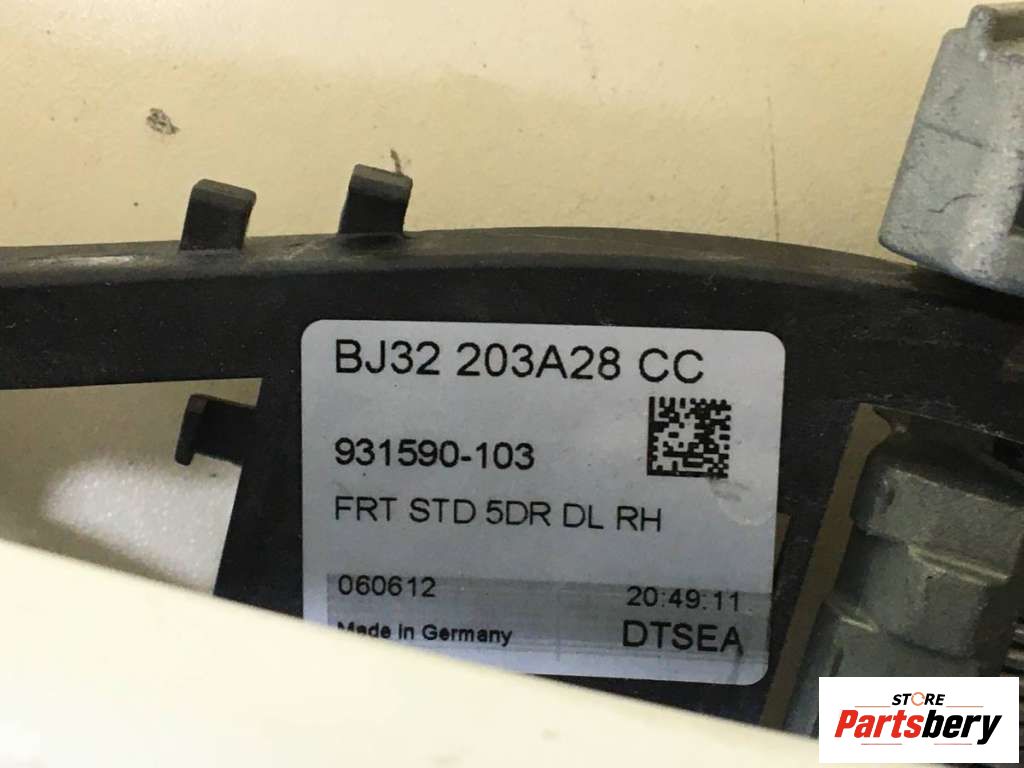 BJ32 203A28 CC
931590-103
FRT STD 5DR DL RH
060612 20:49:11
Made in Germany DTSEA
STORE
Partsbery